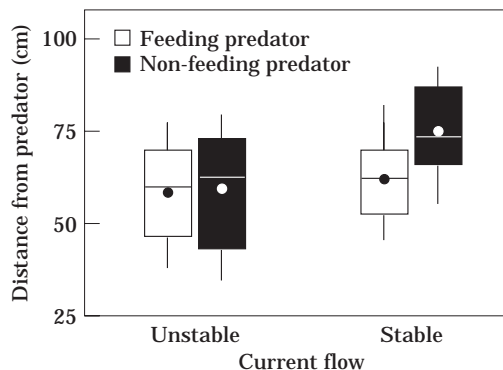 100
75
50
25
Distance from predator (cm)
Feeding predator
Non-feeding predator
Unstable
Stable
Current flow